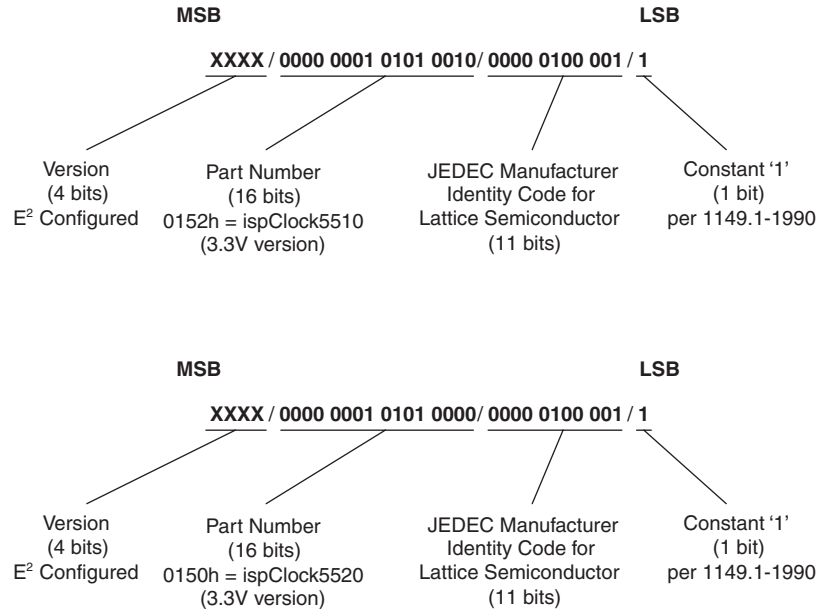 MSB LSB
XXXX / 0000 0001 0101 0010/ 0000 0100 001 / 1
Version
(4 bits)
E² Configured
Part Number
(16 bits)
0152h = ispClock5510
(3.3V version)
JEDEC Manufacturer
Identity Code for
Lattice Semiconductor
(11 bits)
Constant ‘1’
(1 bit)
per 1149.1-1990
MSB LSB
XXXX / 0000 0001 0101 0000/ 0000 0100 001 / 1
Version
(4 bits)
E² Configured
Part Number
(16 bits)
0150h = ispClock5520
(3.3V version)
JEDEC Manufacturer
Identity Code for
Lattice Semiconductor
(11 bits)
Constant ‘1’
(1 bit)
per 1149.1-1990